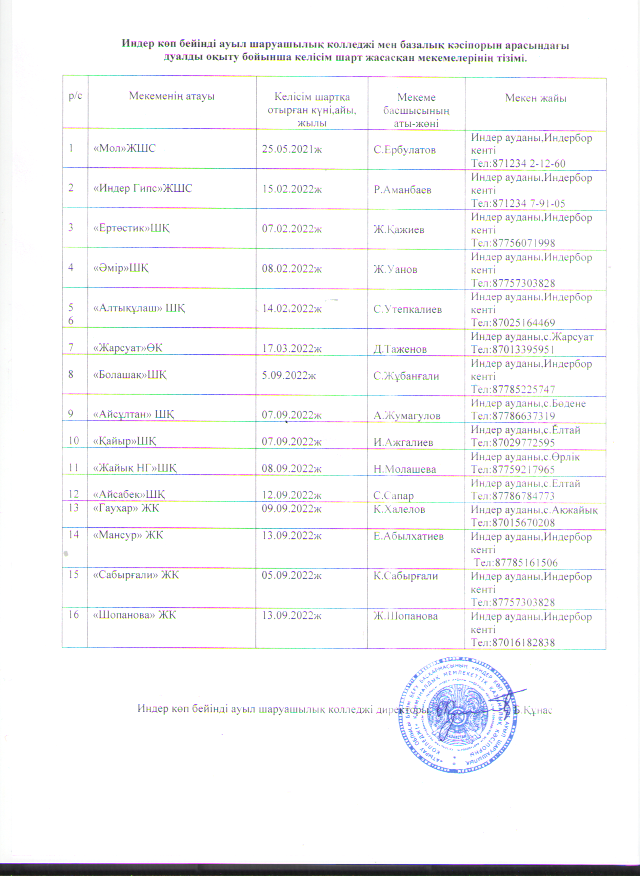 Индер көп бейінді ауыл шаруашылық колледжі мен базалық кәсіпорын арасындағы
дуалды оқыту бойынша келісім шарт жасасқан мекемелерінің тізімі.
р/с Мекеменің атауы Келісім шартқа отырған күні,айы, жылы Мекеме басшысының аты-жөні Мекен жайы
1 «Мол»ЖШС 25.05.2021ж С.Ербулатов Индер ауданы,Индербор кенті Тел:871234 2-12-60
2 «Индер Гипс»ЖШС 15.02.2022ж Р.Аманбаев Индер ауданы,Индербор кенті Тел:871234 7-91-05
3 «Ертөстик»ШҚ 07.02.2022ж Ж.Кажиев Индер ауданы,Индербор кенті Тел:87756071998
4 «Әмір»ШҚ 08.02.2022ж Ж.Уанов Индер ауданы,Индербор кенті Тел:87757303828
5 «Алтықұлаш» ШҚ 14.02.2022ж С.Утепкалиев Индер ауданы,Индербор кенті Тел:87025164469
6
7 «Жарсуат»ӨК 17.03.2022ж Д.Таженов Индер ауданы,с.Жарсуат Тел:87013395951
8 «Болашақ»ШҚ 5.09.2022ж С.Жұбанғали Индер ауданы,Индербор кенті Тел:87785225747
9 «Айсұлтан» ШҚ 07.09.2022ж А.Жумагулов Индер ауданы,с.Бөдене Тел:87786637319
10 «Қайыр»ШҚ 07.09.2022ж И.Ажгалиев Индер ауданы,с.Елтай Тел:87029772595
11 «Жайық НГ»ШҚ 08.09.2022ж Н.Молашева Индер ауданы,с.Өрлік Тел:87759217965
12 «Айсабек»ШҚ 12.09.2022ж С.Сапар Индер ауданы,с.Елтай Тел:87786784773
13 «Гаухар» ЖК 09.09.2022ж К.Халелов Индер ауданы,с.Ақжайық Тел:87015670208
14 «Мансур» ЖК 13.09.2022ж Е.Абылхатиев Индер ауданы,Индербор кенті Тел:87785161506
15 «Сабырғали» ЖК 05.09.2022ж К.Сабырғали Индер ауданы,Индербор кенті Тел:87757303828
16 «Шопанова» ЖК 13.09.2022ж Ж.Шопанова Индер ауданы,Индербор кенті Тел:87016182838
Индер көп бейінді ауыл шаруашылық колледжі директоры: Құнас